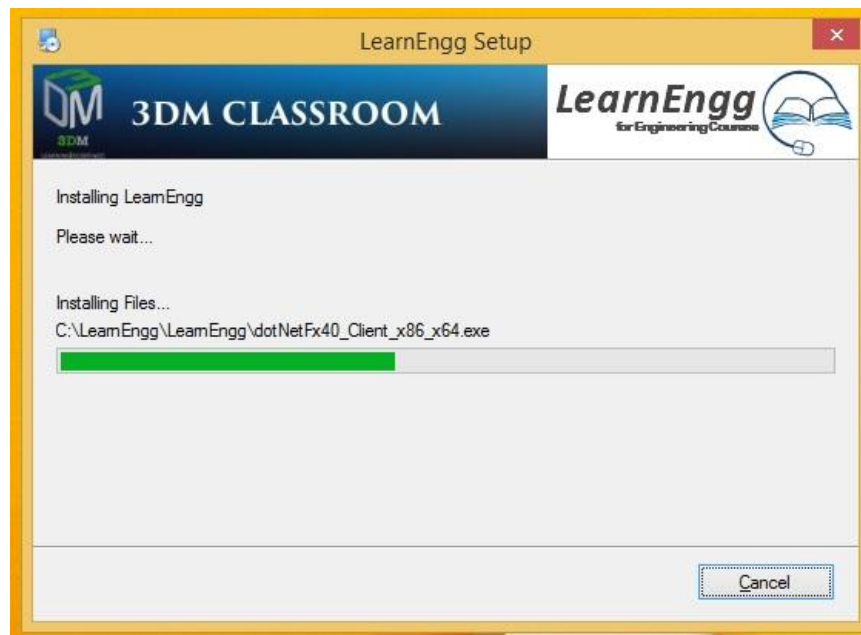 LearnEngg Setup
3DM CLASSROOM
3DM
LearnEngg
for Engineering Courses
Installing LearnEngg
Please wait...
Installing Files...
C:\LearnEngg\LearnEngg\dotNetFx40_Client_x86_x64.exe
Cancel